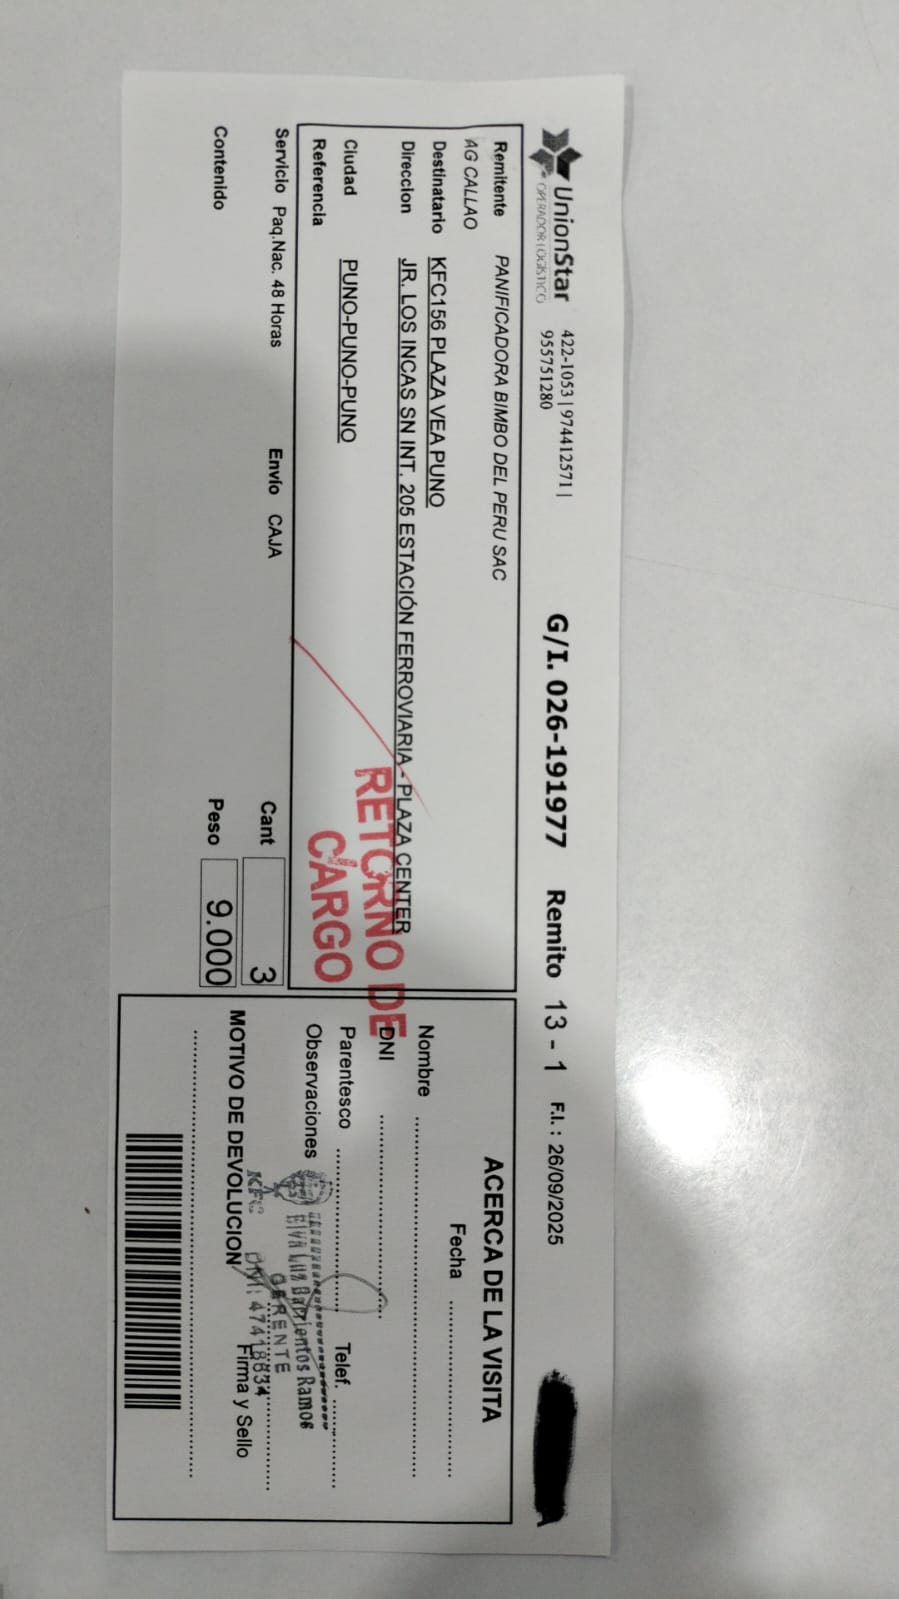 UnionStar
OPERADOR LOGÍSTICO
422-1053 | 974412571 |
955751280
G/I. 026-191977 Remito 13 - 1 F.I. : 26/09/2025
Remitente PANIFICADORA BIMBO DEL PERU SAC
AG CALLAO
Destinatario KFC156 PLAZA VEA PUNO
Direccion JR. LOS INCAS SN INT. 205 ESTACIÓN FERROVIARIA - PLAZA CENTER
Ciudad PUNO-PUNO-PUNO
Referencia
RETORNO DE
CARGO
Servicio Paq.Nac. 48 Horas Envío CAJA Cant 3
Contenido Peso 9.000
ACERCA DE LA VISITA
Fecha
Nombre
DNI
Parentesco Telef.
Observaciones
Elva Luz Barrientos Ramos
GERENTE
KFC DNI: 47418834
MOTIVO DE DEVOLUCION Firma y Sello